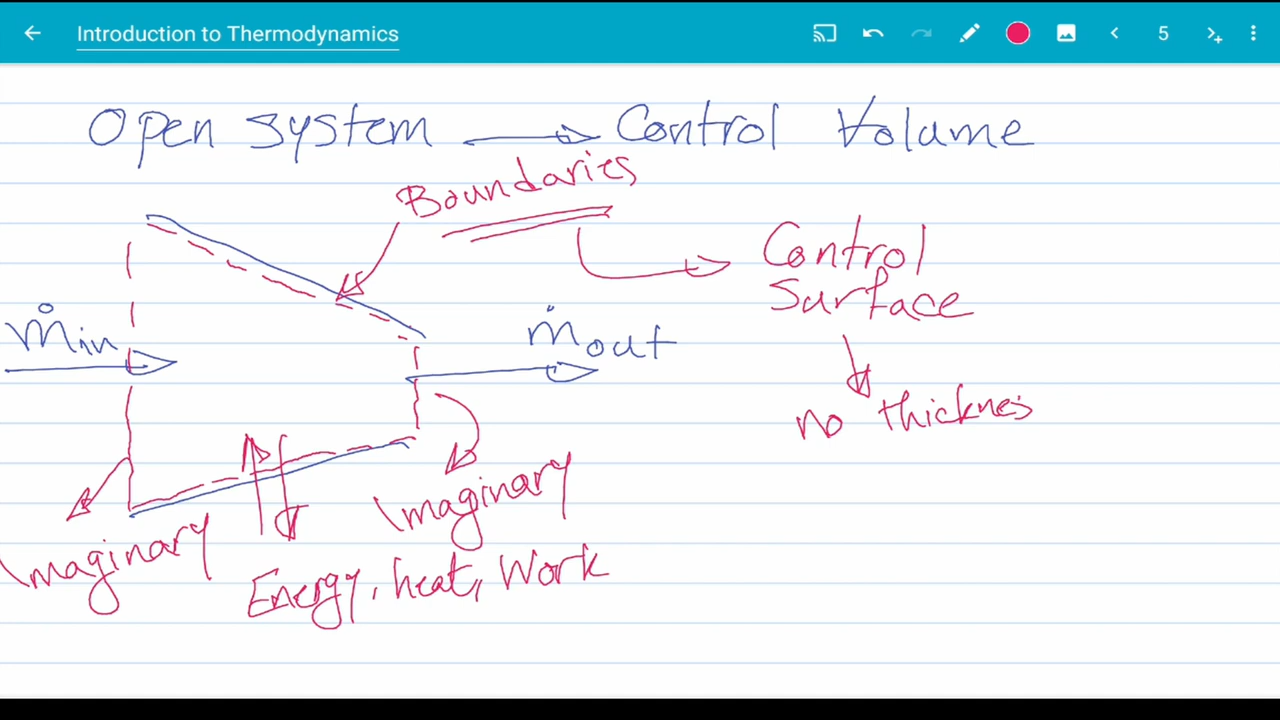 Introduction to Thermodynamics
5
Open system → Control Volume
Boundaries
Control
Surface
ṁin
ṁout
no thicknes
Imaginary
Imaginary
Energy, heat, Work